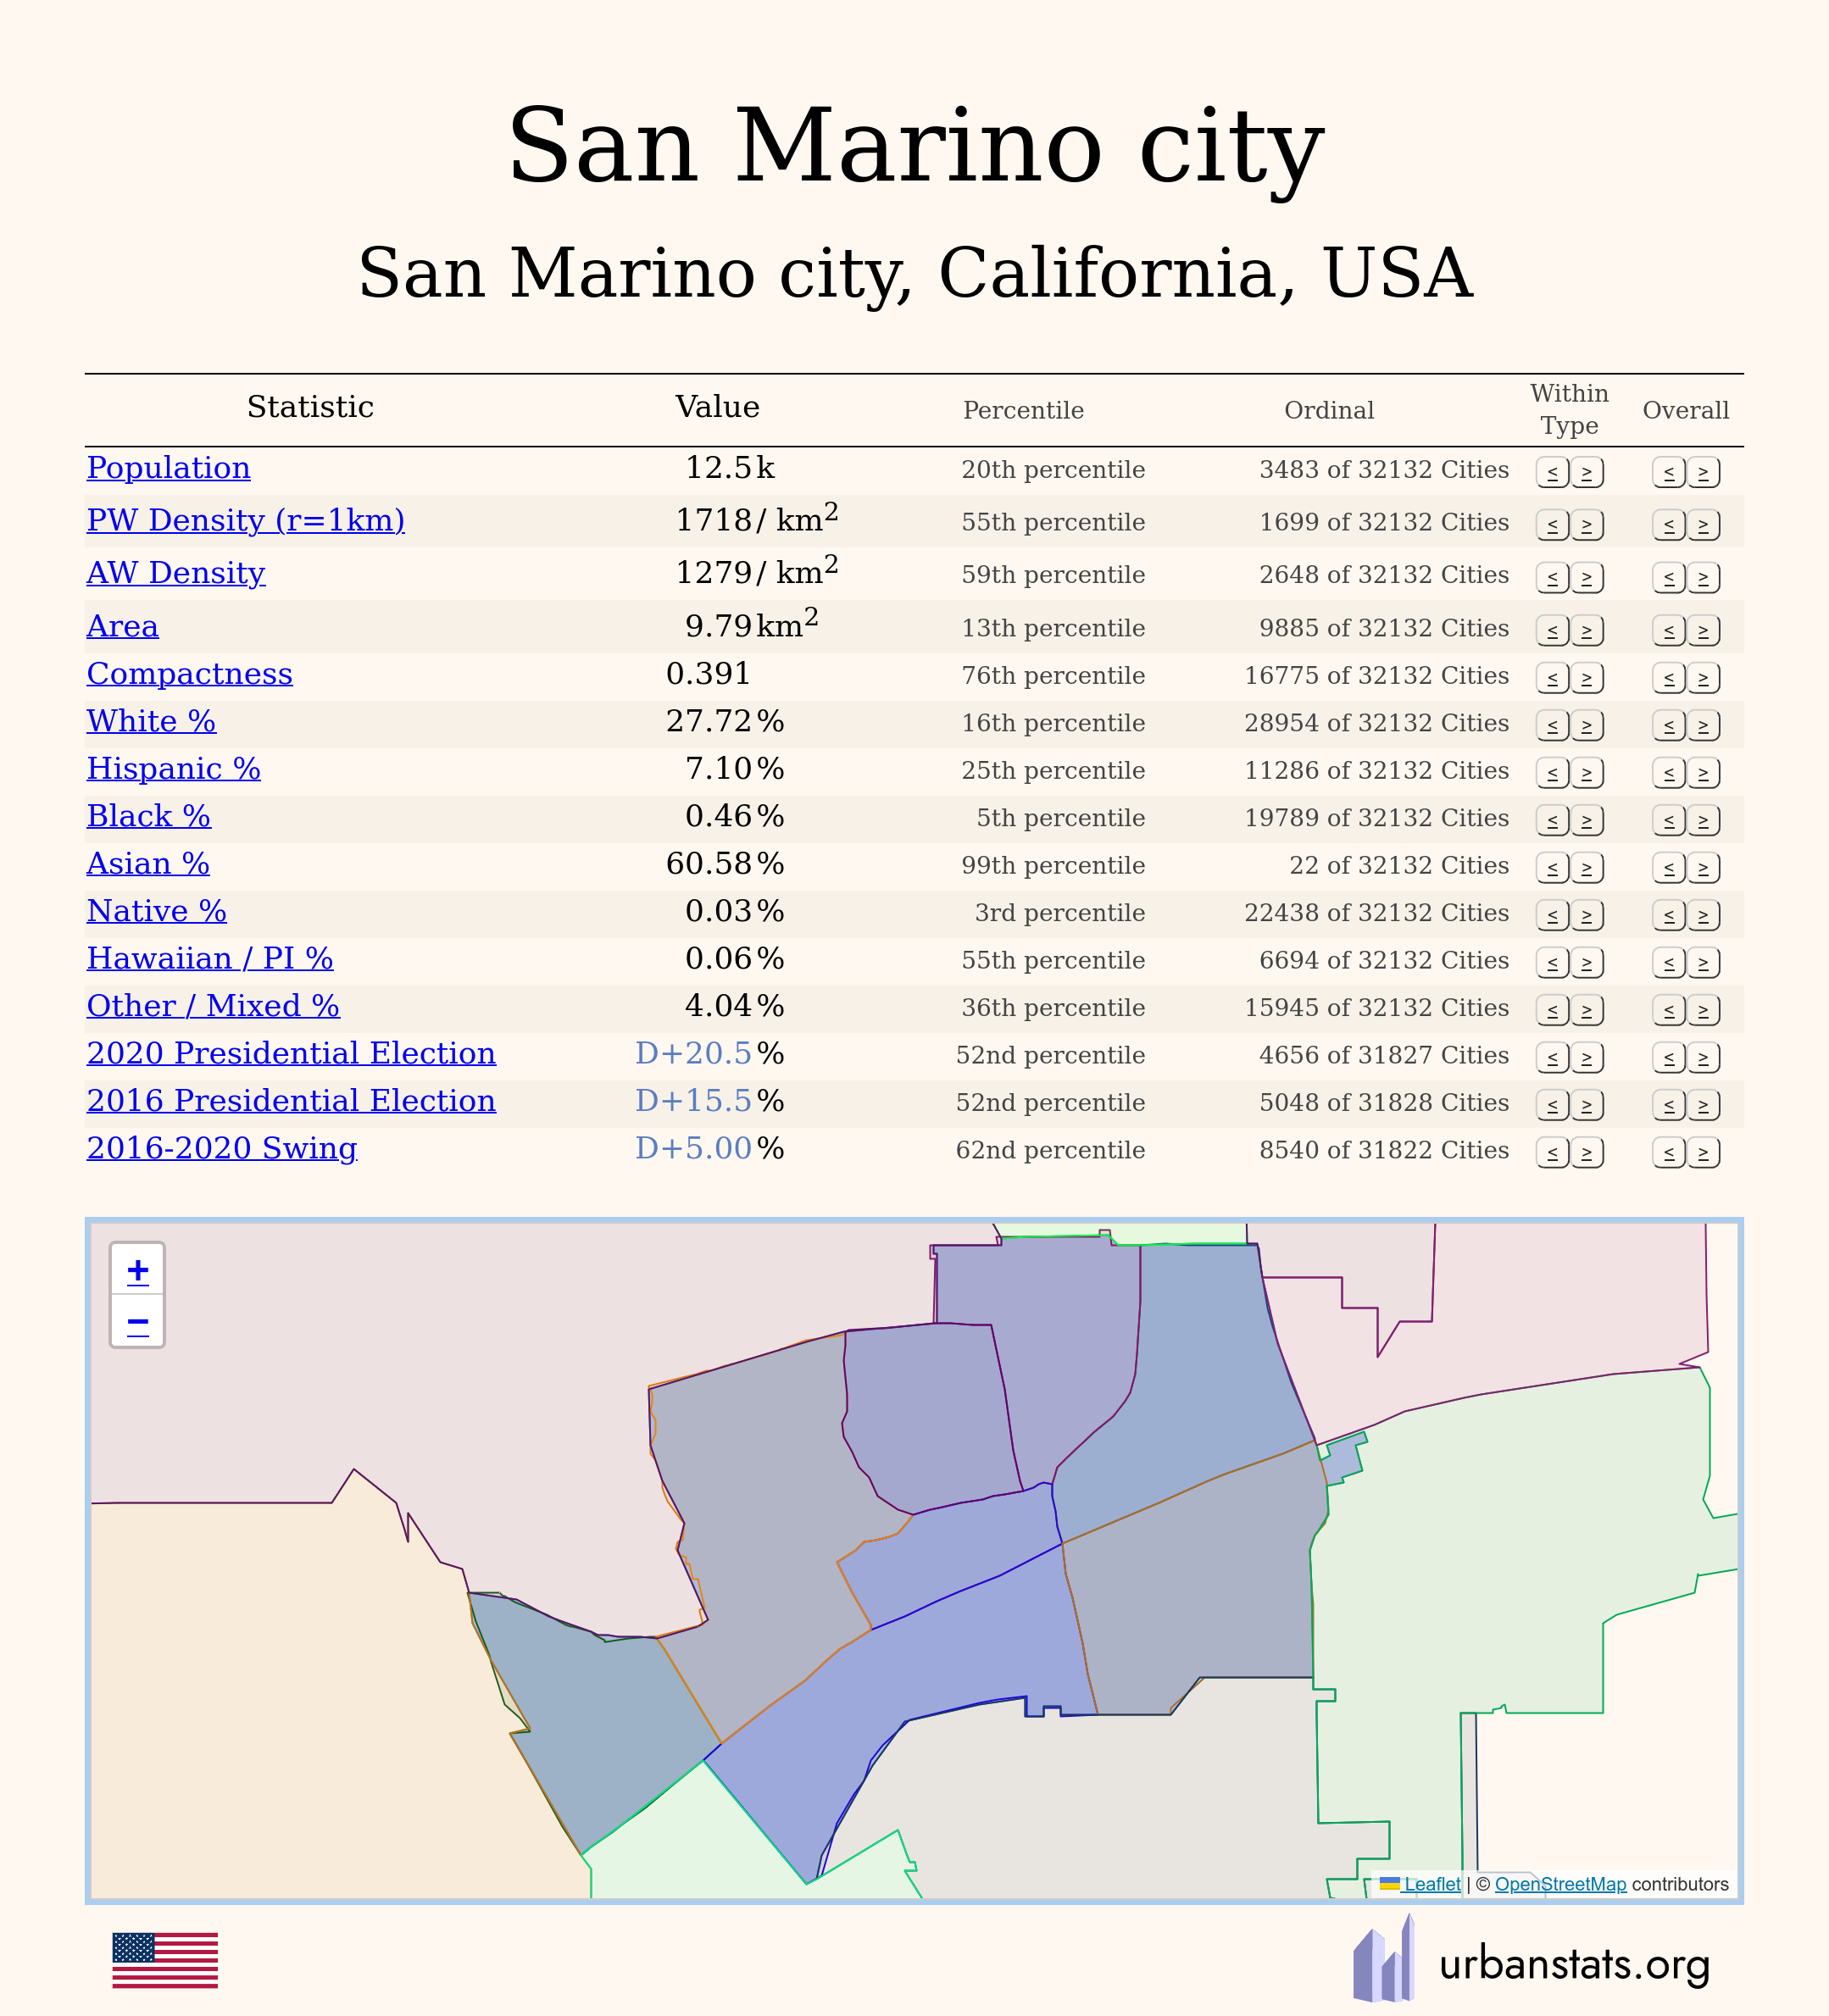 San Marino city
San Marino city, California, USA
Statistic Value Percentile Ordinal Within Type Overall
Population 12.5 k 20th percentile 3483 of 32132 Cities < > < >
PW Density (r=1km) 1718 / km² 55th percentile 1699 of 32132 Cities < > < >
AW Density 1279 / km² 59th percentile 2648 of 32132 Cities < > < >
Area 9.79 km² 13th percentile 9885 of 32132 Cities < > < >
Compactness 0.391 76th percentile 16775 of 32132 Cities < > < >
White % 27.72 % 16th percentile 28954 of 32132 Cities < > < >
Hispanic % 7.10 % 25th percentile 11286 of 32132 Cities < > < >
Black % 0.46 % 5th percentile 19789 of 32132 Cities < > < >
Asian % 60.58 % 99th percentile 22 of 32132 Cities < > < >
Native % 0.03 % 3rd percentile 22438 of 32132 Cities < > < >
Hawaiian / PI % 0.06 % 55th percentile 6694 of 32132 Cities < > < >
Other / Mixed % 4.04 % 36th percentile 15945 of 32132 Cities < > < >
2020 Presidential Election D+20.5 % 52nd percentile 4656 of 31827 Cities < > < >
2016 Presidential Election D+15.5 % 52nd percentile 5048 of 31828 Cities < > < >
2016-2020 Swing D+5.00 % 62nd percentile 8540 of 31822 Cities < > < >
+
−
Leaflet | © OpenStreetMap contributors
urbanstats.org